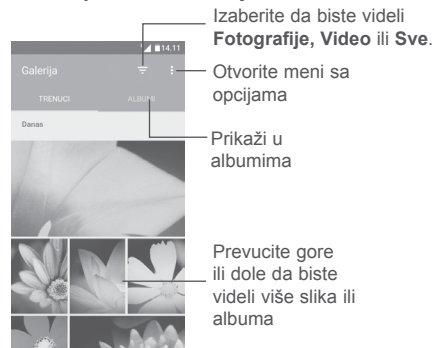 Izaberite da biste videli
Fotografije, Video ili Sve.
14.11
Galerija
Otvorite meni sa
opcijama
TRENUCI
ALBUMI
Danas
Prikaži u
albumima
Prevucite gore
ili dole da biste
videli više slika ili
albuma